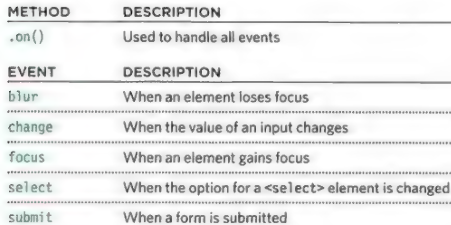 METHOD DESCRIPTION
.on() Used to handle all events
EVENT DESCRIPTION
blur When an element loses focus
change When the value of an input changes
focus When an element gains focus
select When the option for a <select> element is changed
submit When a form is submitted